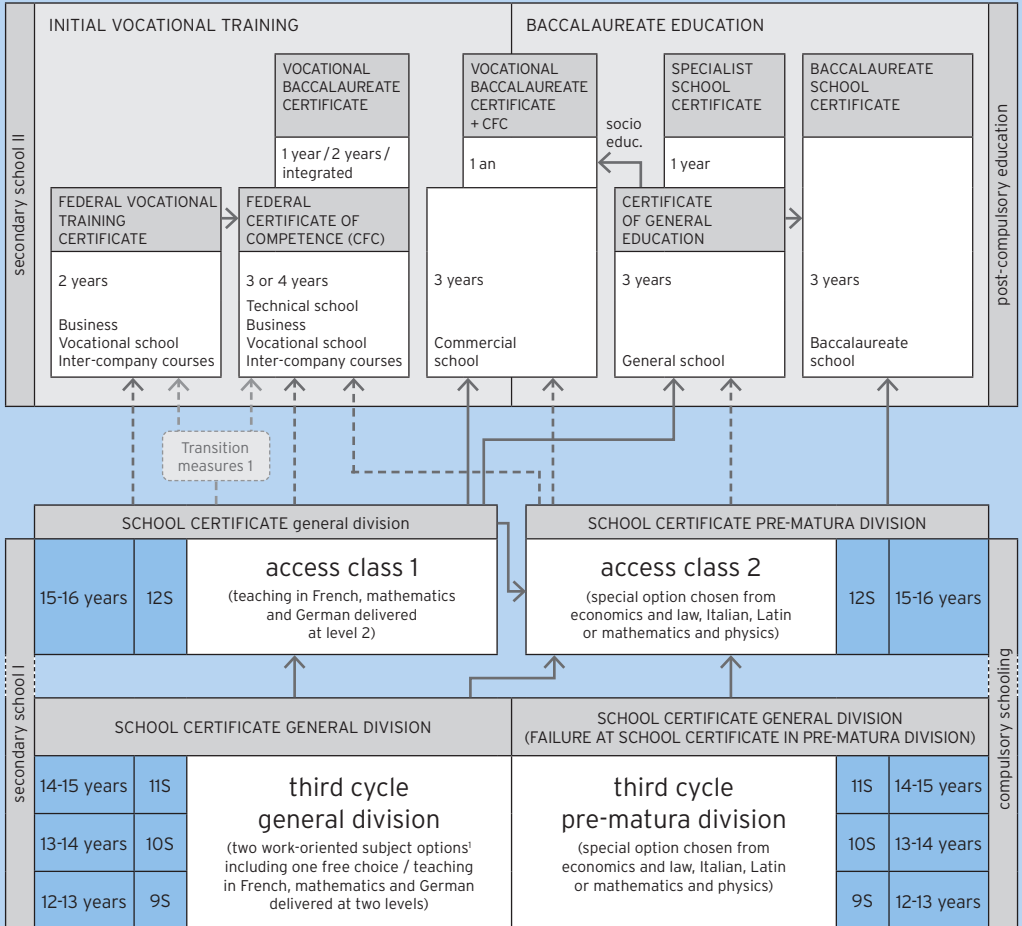 INITIAL VOCATIONAL TRAINING
BACCALAUREATE EDUCATION
secondary school II
post-compulsory education
VOCATIONAL
BACCALAUREATE
CERTIFICATE
1 year / 2 years /
integrated
VOCATIONAL
BACCALAUREATE
CERTIFICATE
+ CFC
1 an
socio
educ.
SPECIALIST
SCHOOL
CERTIFICATE
1 year
BACCALAUREATE
SCHOOL
CERTIFICATE
FEDERAL VOCATIONAL
TRAINING
CERTIFICATE
2 years
Business
Vocational school
Inter-company courses
FEDERAL
CERTIFICATE OF
COMPETENCE (CFC)
3 or 4 years
Technical school
Business
Vocational school
Inter-company courses
3 years
Commercial
school
CERTIFICATE
OF GENERAL
EDUCATION
3 years
General school
3 years
Baccalaureate
school
Transition
measures 1
SCHOOL CERTIFICATE general division
15-16 years
12S
access class 1
(teaching in French, mathematics
and German delivered
at level 2)
SCHOOL CERTIFICATE PRE-MATURA DIVISION
access class 2
(special option chosen from
economics and law, Italian, Latin
or mathematics and physics)
12S
15-16 years
secondary school I
compulsory schooling
SCHOOL CERTIFICATE GENERAL DIVISION
14-15 years
11S
13-14 years
10S
12-13 years
9S
third cycle
general division
(two work-oriented subject options¹
including one free choice / teaching
in French, mathematics and German
delivered at two levels)
SCHOOL CERTIFICATE GENERAL DIVISION
(FAILURE AT SCHOOL CERTIFICATE IN PRE-MATURA DIVISION)
third cycle
pre-matura division
(special option chosen from
economics and law, Italian, Latin
or mathematics and physics)
11S
14-15 years
10S
13-14 years
9S
12-13 years